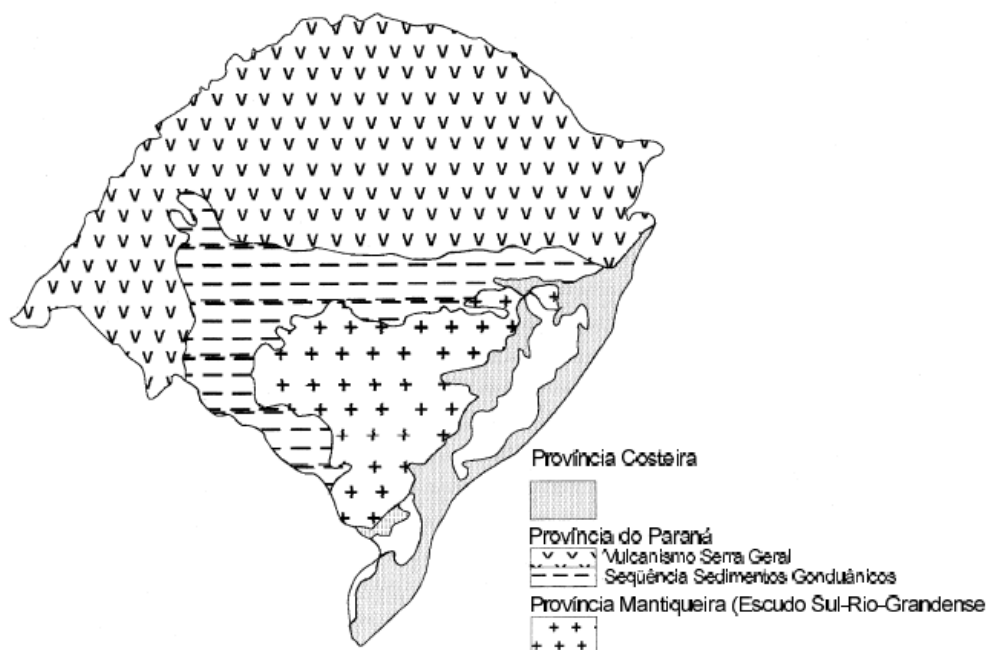 Província Costeira
Província do Paraná
Vulcanismo Serra Geral
Seqüência Sedimentos Gonduânicos
Província Mantiqueira (Escudo Sul-Rio-Grandense